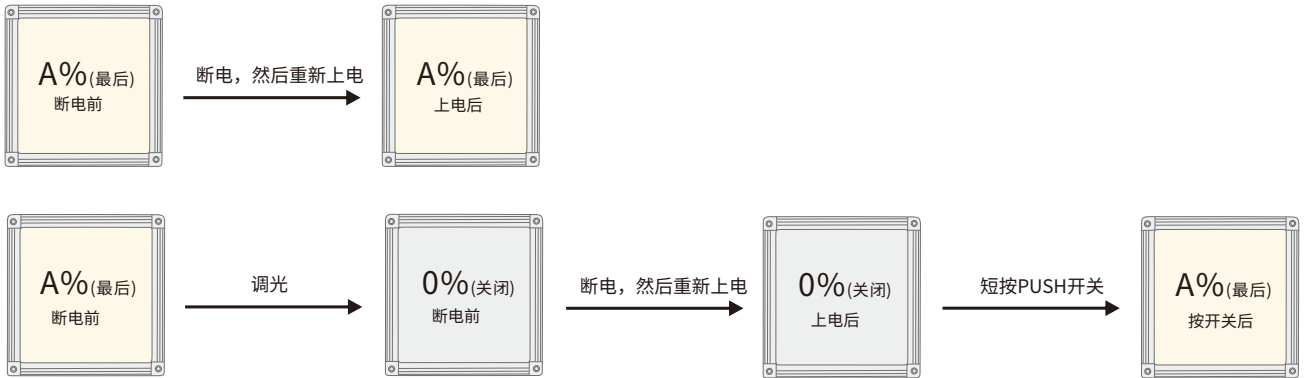 A%(最后)
断电前
断电，然后重新上电
A%(最后)
上电后
A%(最后)
断电前
调光
0%(关闭)
断电前
断电，然后重新上电
0%(关闭)
上电后
短按PUSH开关
A%(最后)
按开关后